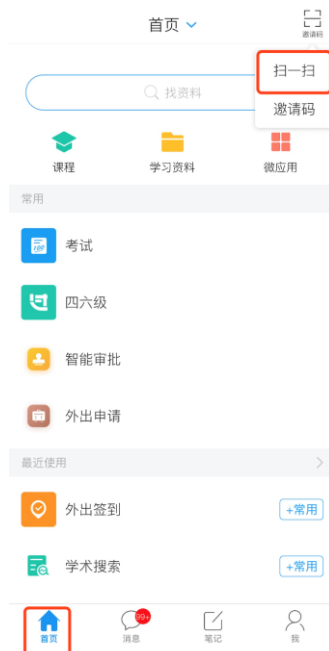 首页
邀请码
扫一扫
找资料
邀请码
课程
学习资料
微应用
常用
考试
四六级
智能审批
外出申请
最近使用
外出签到
+常用
学术搜索
+常用
99+
首页
消息
笔记
我